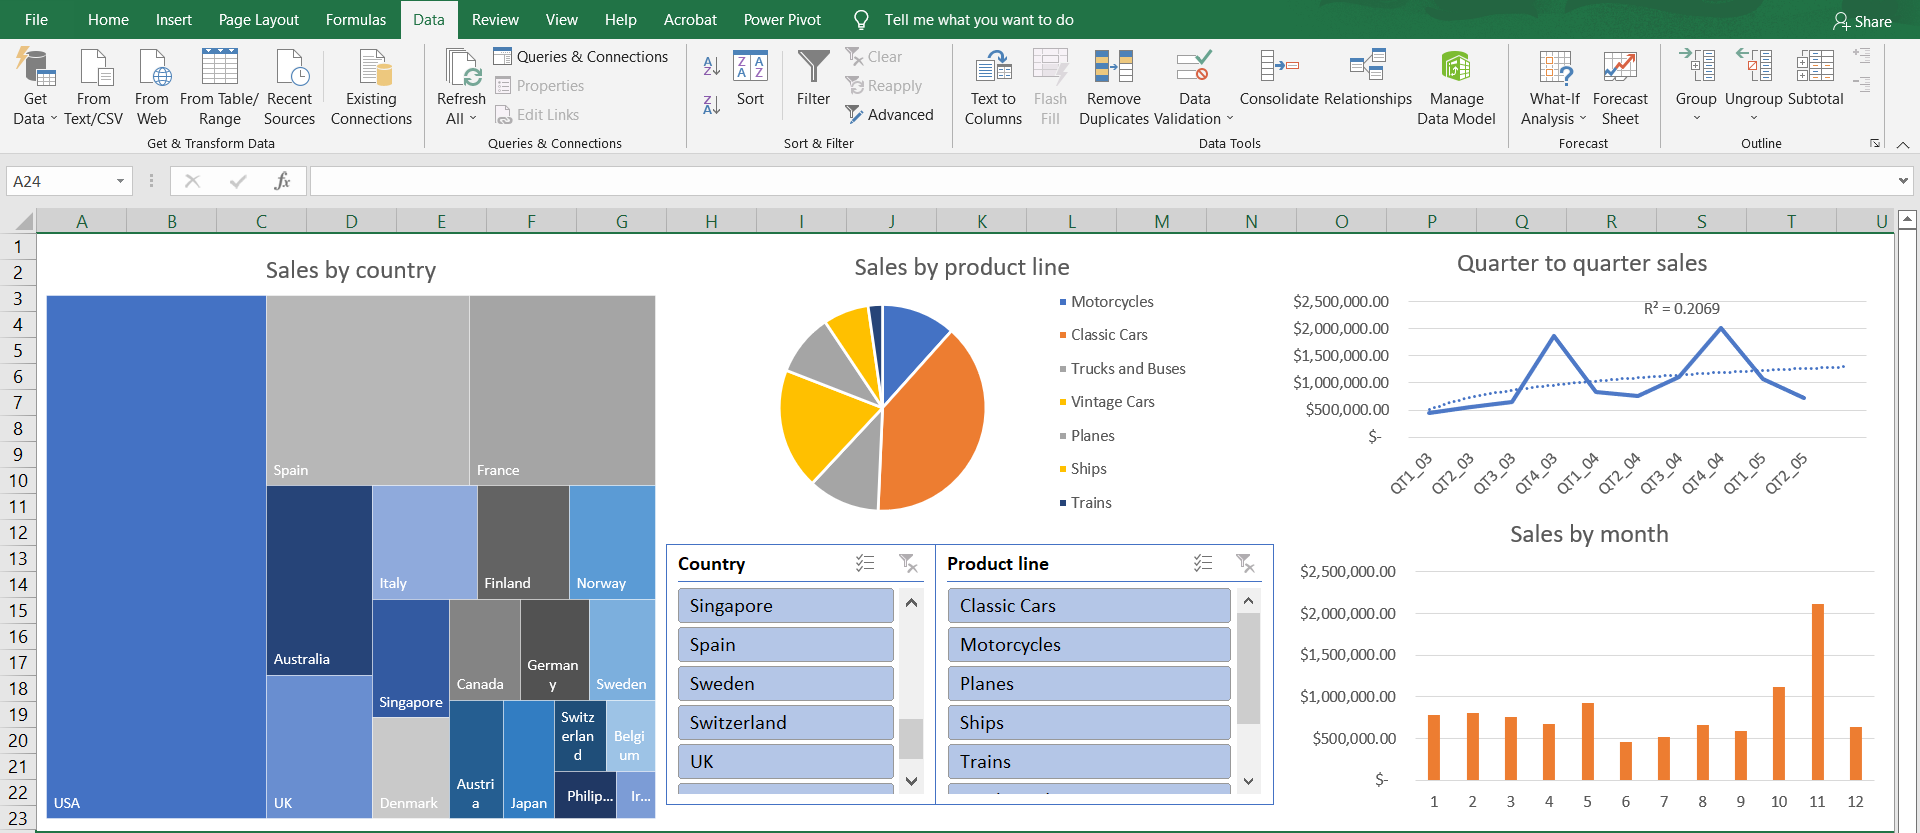 File Home Insert Page Layout Formulas Data Review View Help Acrobat Power Pivot Tell me what you want to do Share
Get Data
From Text/CSV
From Web
From Table/ Range
Recent Sources
Existing Connections
Get & Transform Data
Refresh All
Queries & Connections
Properties
Edit Links
Queries & Connections
Sort
Filter
Clear
Reapply
Advanced
Sort & Filter
Text to Columns
Flash Fill
Remove Duplicates
Data Validation
Consolidate
Relationships
Manage Data Model
Data Tools
What-If Analysis
Forecast Sheet
Forecast
Group
Ungroup
Subtotal
Outline
A24
fx
A B C D E F G H I J K L M N O P Q R S T U
1
2
3
4
5
6
7
8
9
10
11
12
13
14
15
16
17
18
19
20
21
22
23
Sales by country
USA
Spain
France
Australia
UK
Italy
Finland
Norway
Singapore
Denmark
Canada
German
y
Sweden
Austri
a
Japan
Switz
erlan
d
Belgi
um
Philip...
Ir...
Sales by product line
Motorcycles
Classic Cars
Trucks and Buses
Vintage Cars
Planes
Ships
Trains
Country
Singapore
Spain
Sweden
Switzerland
UK
Product line
Classic Cars
Motorcycles
Planes
Ships
Trains
Quarter to quarter sales
$2,500,000.00
$2,000,000.00
$1,500,000.00
$1,000,000.00
$500,000.00
$-
R² = 0.2069
QT1_03 QT2_03 QT3_03 QT4_03 QT1_04 QT2_04 QT3_04 QT4_04 QT1_05 QT2_05
Sales by month
$2,500,000.00
$2,000,000.00
$1,500,000.00
$1,000,000.00
$500,000.00
$-
1 2 3 4 5 6 7 8 9 10 11 12